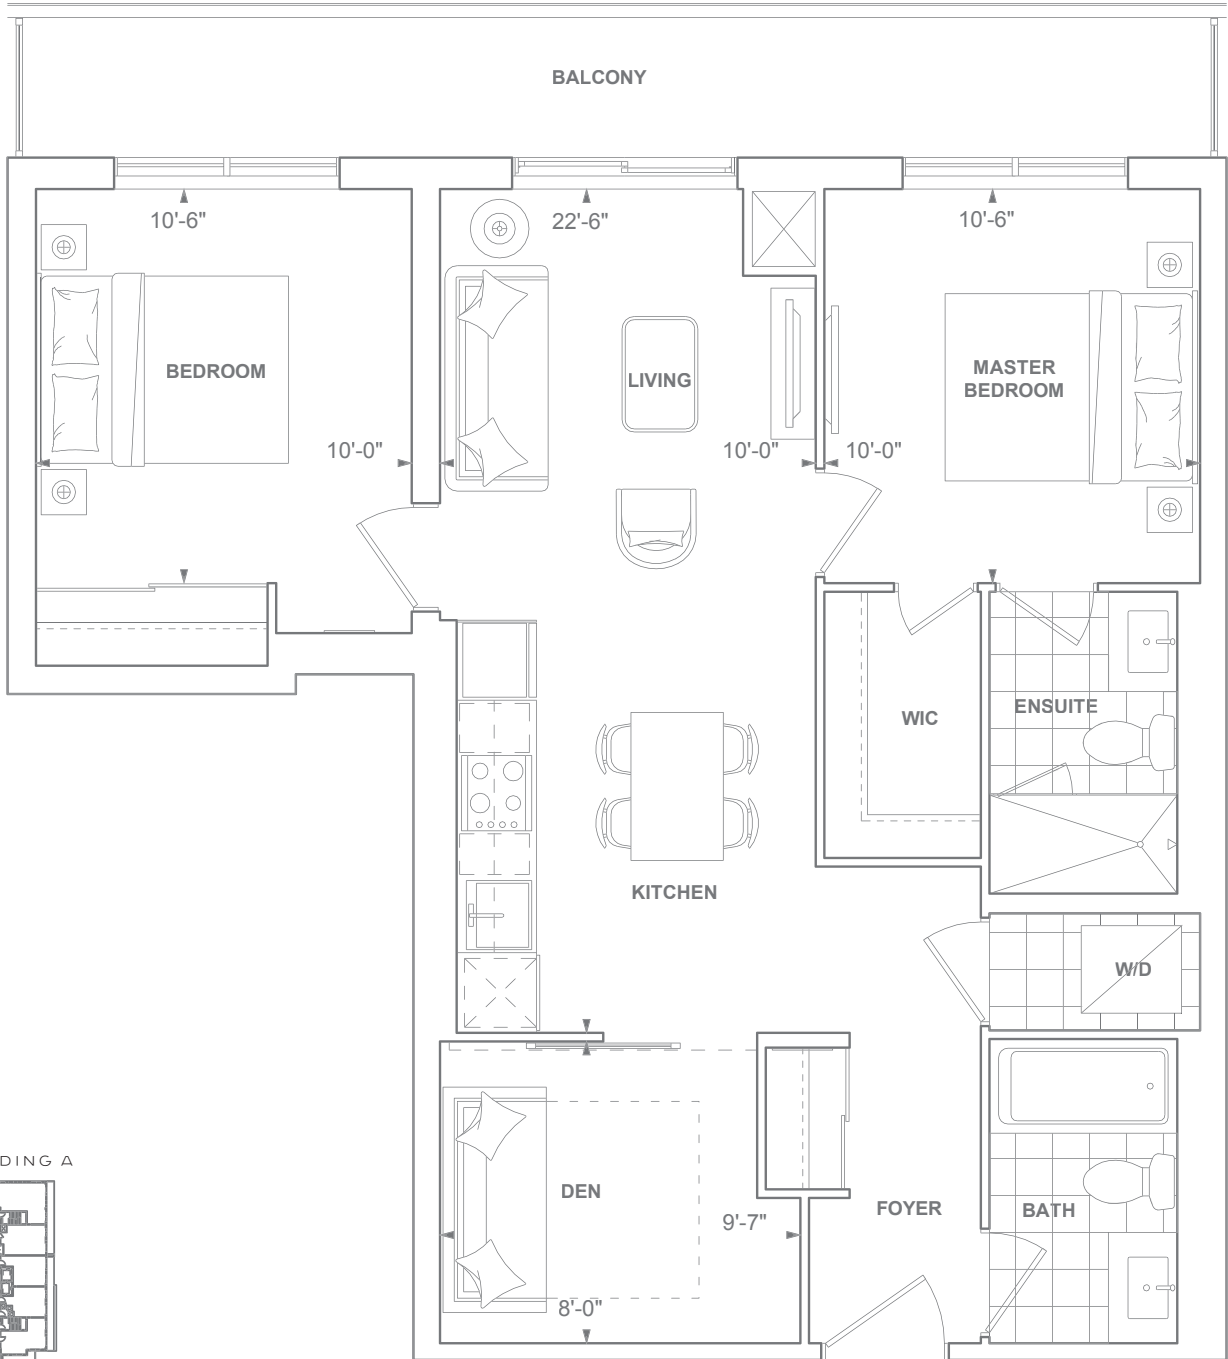 BALCONY
10'-6"
22'-6"
10'-6"
BEDROOM
LIVING
MASTER
BEDROOM
10'-0"
10'-0"
10'-0"
WIC
ENSUITE
KITCHEN
W/D
DING A
DEN
FOYER
BATH
9'-7"
8'-0"